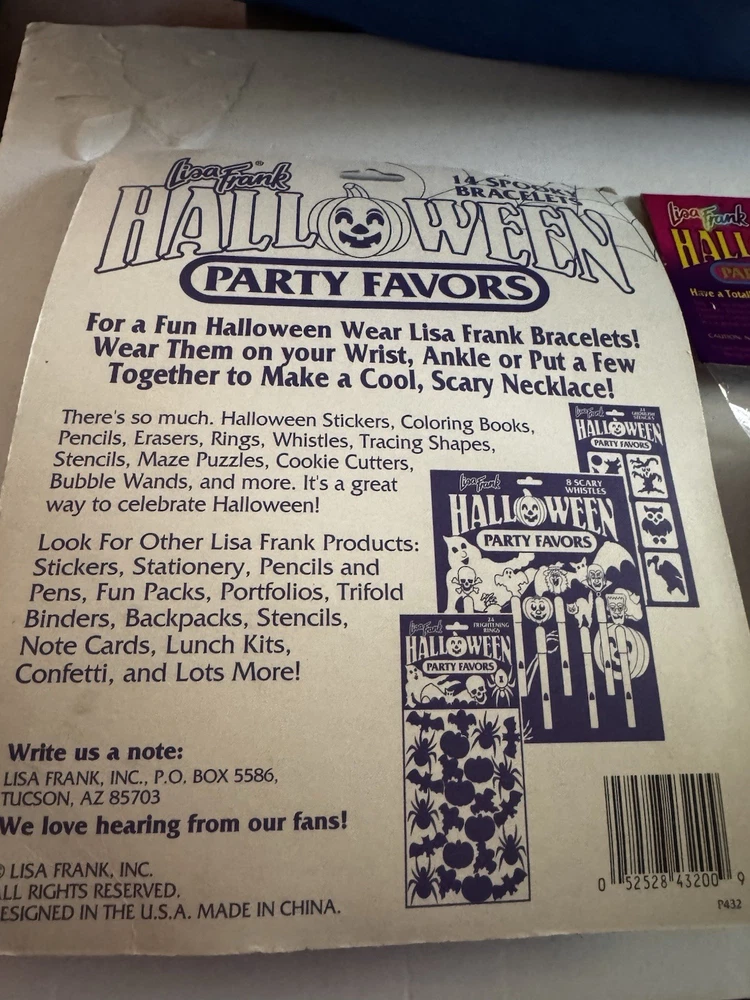 Lisa Frank®
14 SPOOKY
BRACELETS
HALLOWEEN
PARTY FAVORS
For a Fun Halloween Wear Lisa Frank Bracelets!
Wear Them on your Wrist, Ankle or Put a Few
Together to Make a Cool, Scary Necklace!
There's so much. Halloween Stickers, Coloring Books,
Pencils, Erasers, Rings, Whistles, Tracing Shapes,
Stencils, Maze Puzzles, Cookie Cutters,
Bubble Wands, and more. It's a great
way to celebrate Halloween!
Look For Other Lisa Frank Products:
Stickers, Stationery, Pencils and
Pens, Fun Packs, Portfolios, Trifold
Binders, Backpacks, Stencils,
Note Cards, Lunch Kits,
Confetti, and Lots More!
Write us a note:
LISA FRANK, INC., P.O. BOX 5586,
TUCSON, AZ 85703
We love hearing from our fans!
© LISA FRANK, INC.
ALL RIGHTS RESERVED.
ESIGNED IN THE U.S.A. MADE IN CHINA.
Lisa Frank
HALLOWEEN
PARTY FAVORS
Lisa Frank
8 SCARY
WHISTLES
HALLOWEEN
PARTY FAVORS
Lisa Frank
24
FRIGHTENING
RINGS
HALLOWEEN
PARTY FAVORS
0 52528 43200 9
P432
Lisa Frank
HALL
PA
Have a Total
CAUTION: